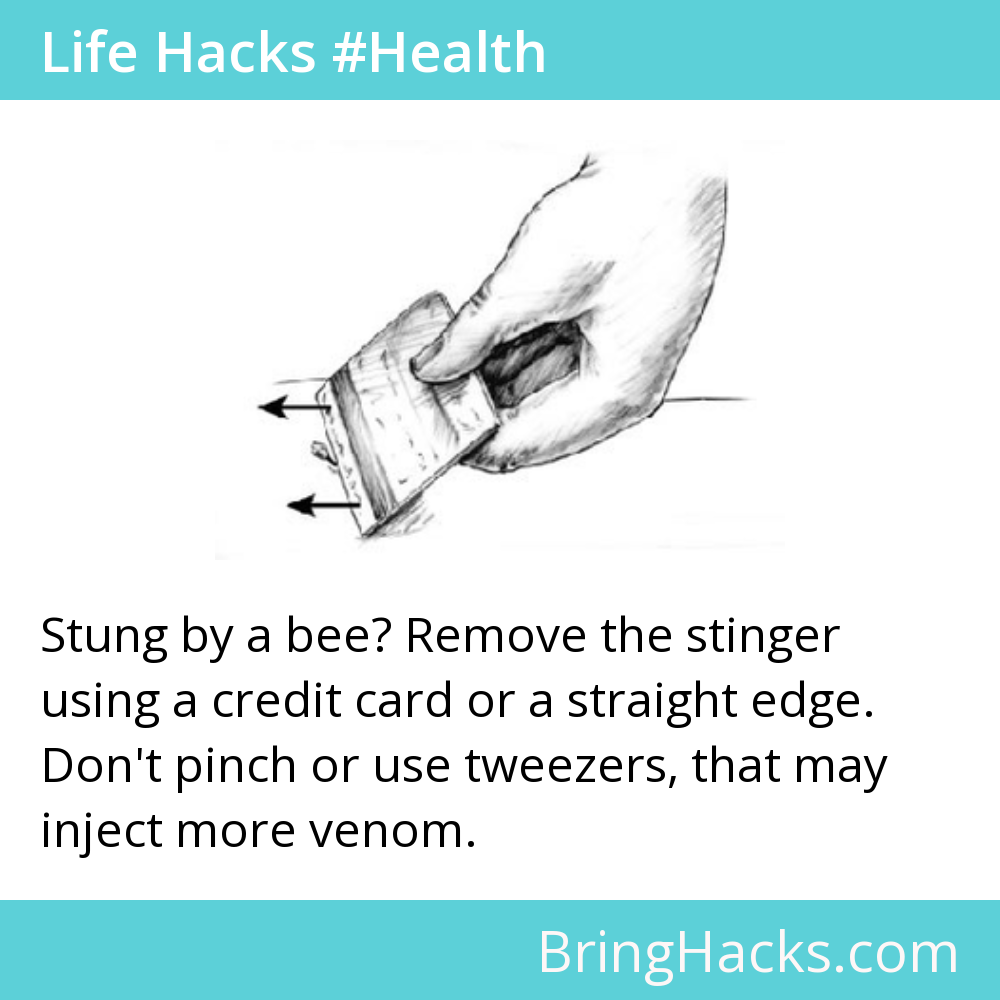 Life Hacks #Health
Stung by a bee? Remove the stinger
using a credit card or a straight edge.
Don't pinch or use tweezers, that may
inject more venom.
BringHacks.com